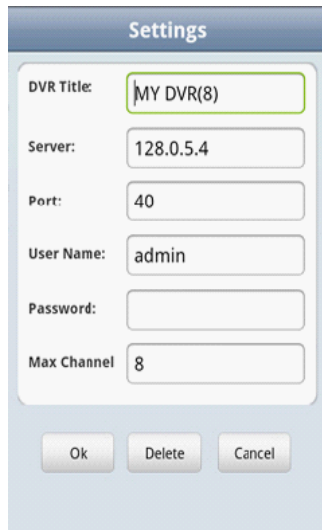 Settings
DVR Title: MY DVR(8)
Server: 128.0.5.4
Port: 40
User Name: admin
Password:
Max Channel 8
Ok Delete Cancel